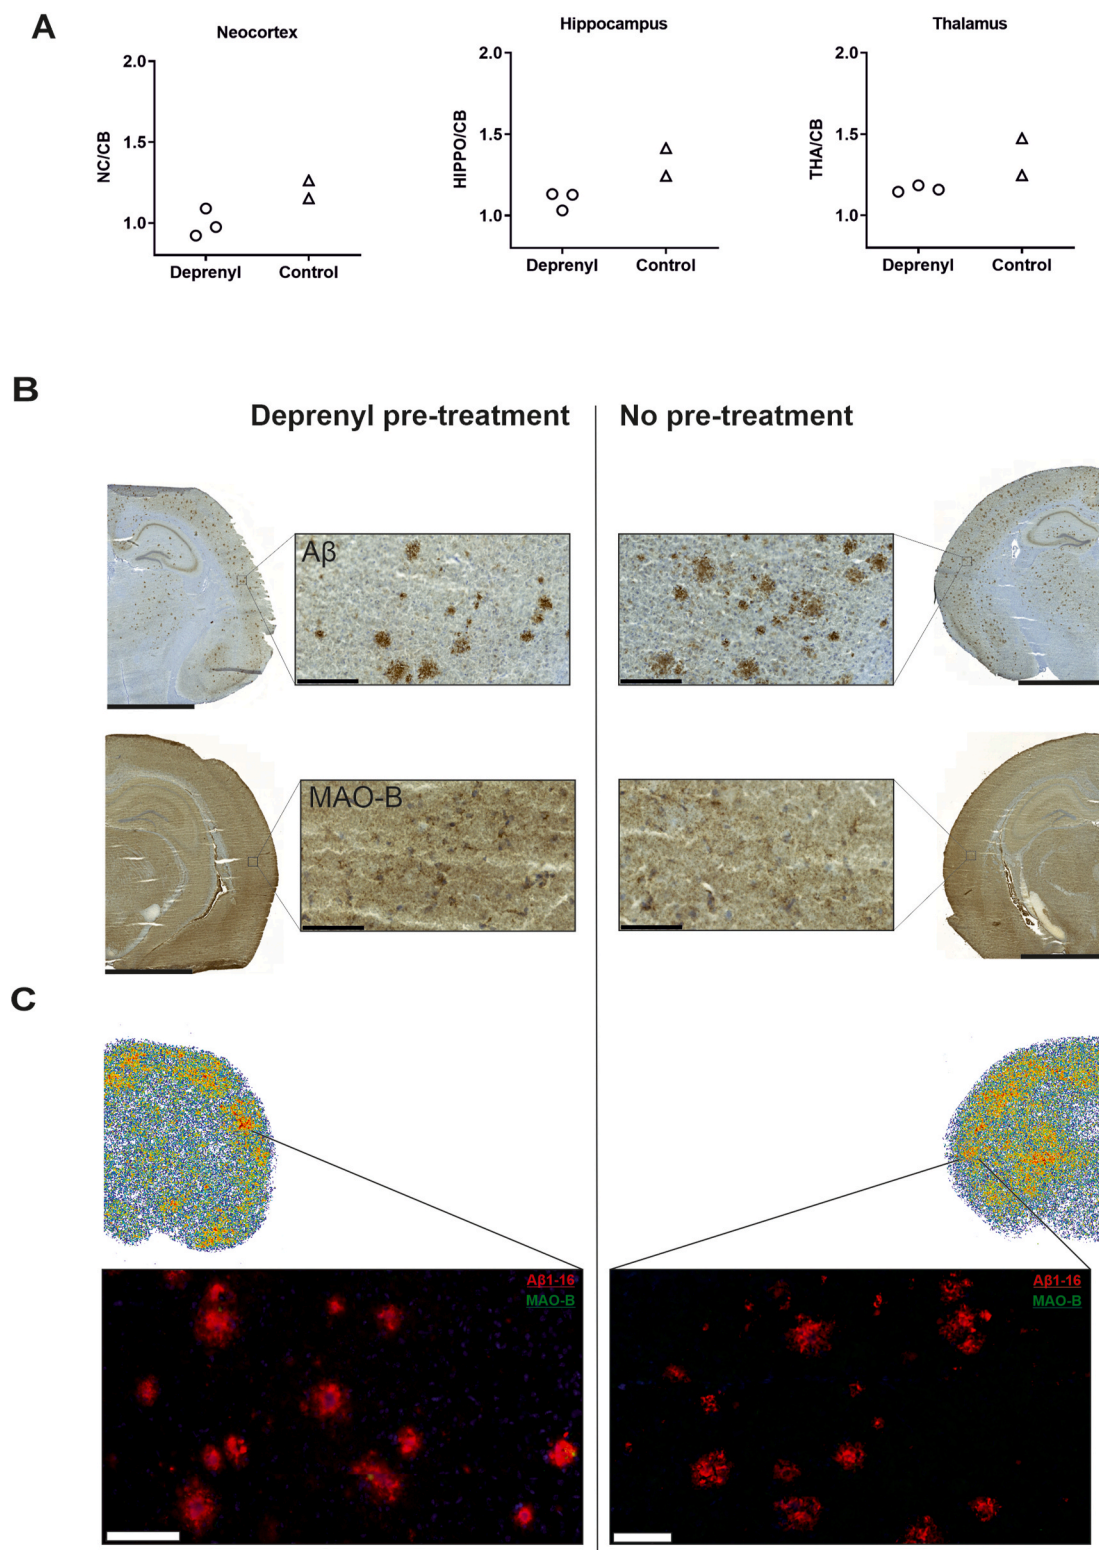 A
Neocortex
2.0
1.5
1.0
NC/CB
Deprenyl
Control
Hippocampus
2.0
1.5
1.0
HIPPO/CB
Deprenyl
Control
Thalamus
2.0
1.5
1.0
THA/CB
Deprenyl
Control
B
Deprenyl pre-treatment
No pre-treatment
Aβ
MAO-B
C
Aβ1-16
MAO-B
Aβ1-16
MAO-B